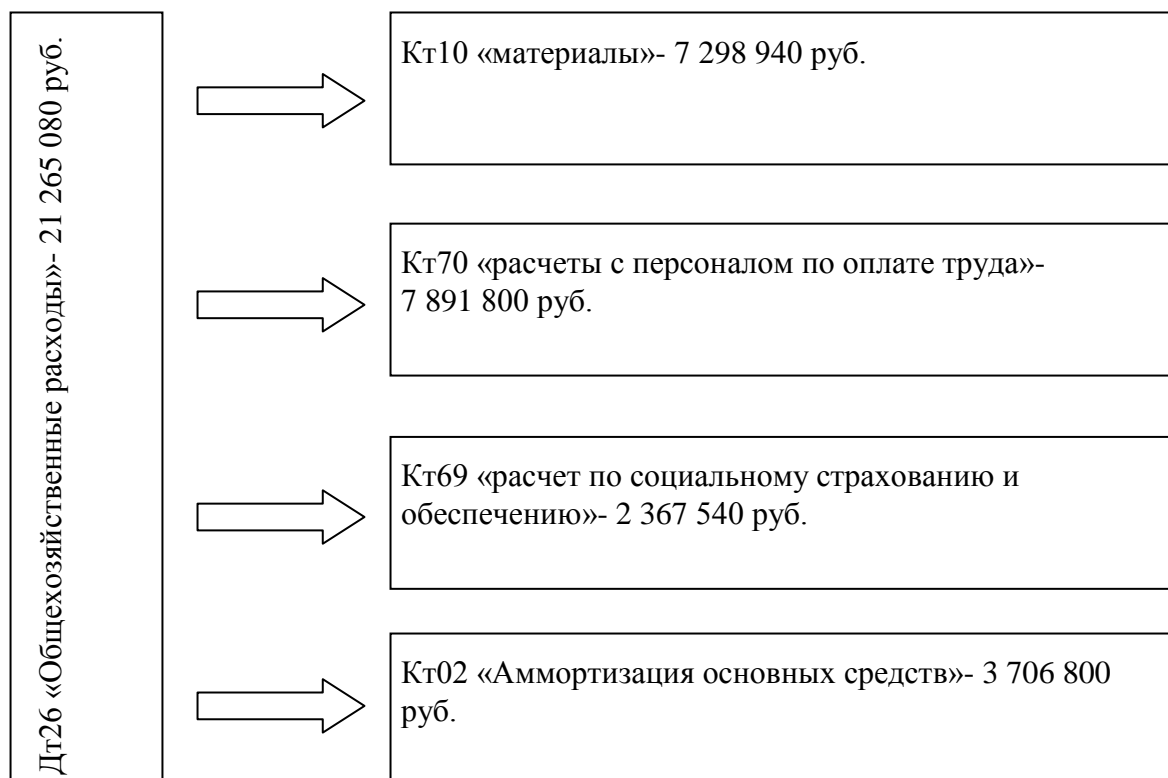 Дт26 «Общехозяйственные расходы»- 21 265 080 руб.
Кт10 «материалы»- 7 298 940 руб.
Кт70 «расчеты с персоналом по оплате труда»-
7 891 800 руб.
Кт69 «расчет по социальному страхованию и
обеспечению»- 2 367 540 руб.
Кт02 «Аммортизация основных средств»- 3 706 800
руб.